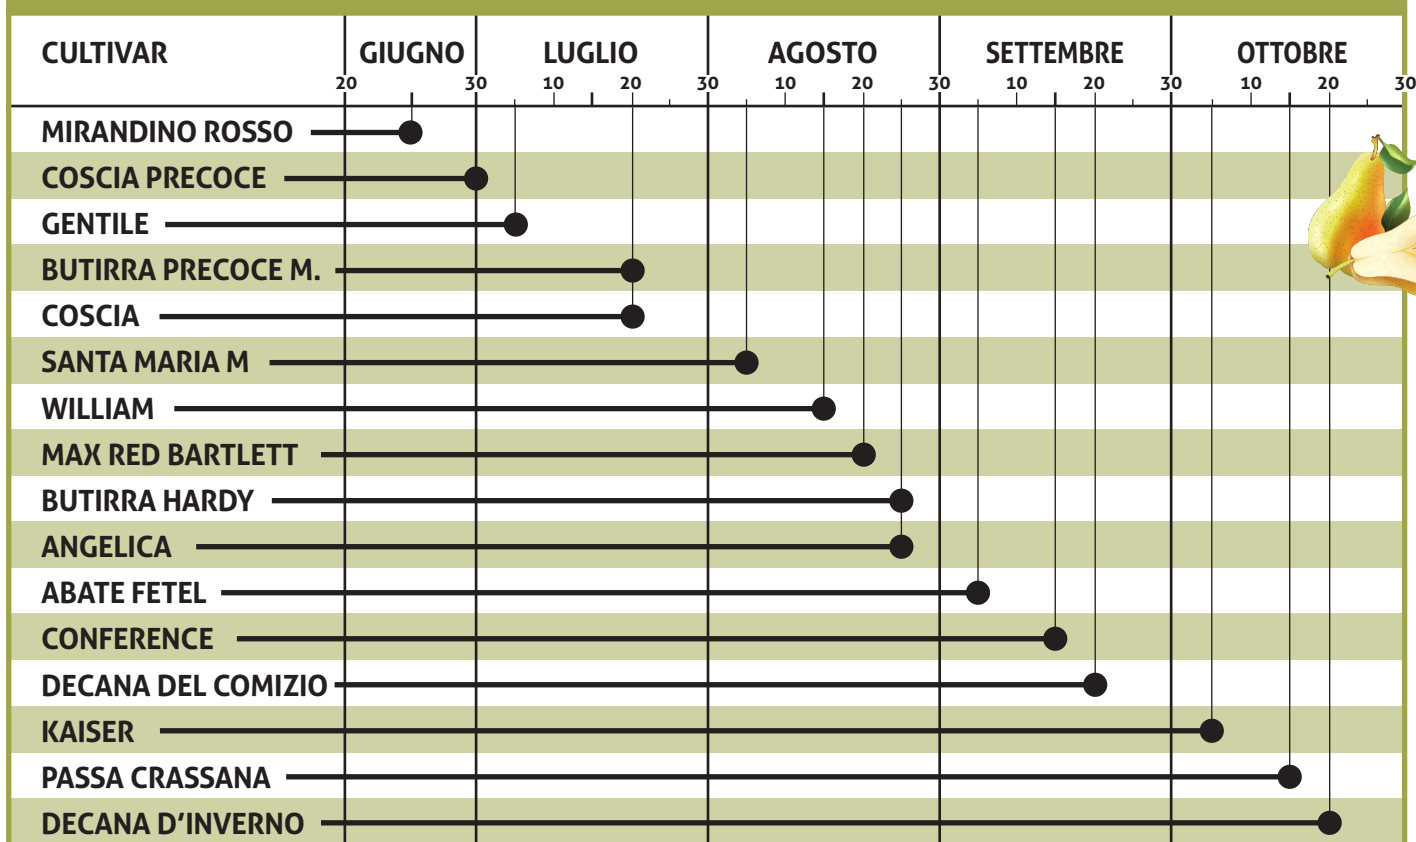 CULTIVAR GIUGNO LUGLIO AGOSTO SETTEMBRE OTTOBRE
20 30 10 20 30 10 20 30 10 20 30 10 20 30
MIRANDINO ROSSO
COSCIA PRECOCE
GENTILE
BUTIRRA PRECOCE M.
COSCIA
SANTA MARIA M
WILLIAM
MAX RED BARTLETT
BUTIRRA HARDY
ANGELICA
ABATE FETEL
CONFERENCE
DECANA DEL COMIZIO
KAISER
PASSA CRASSANA
DECANA D'INVERNO